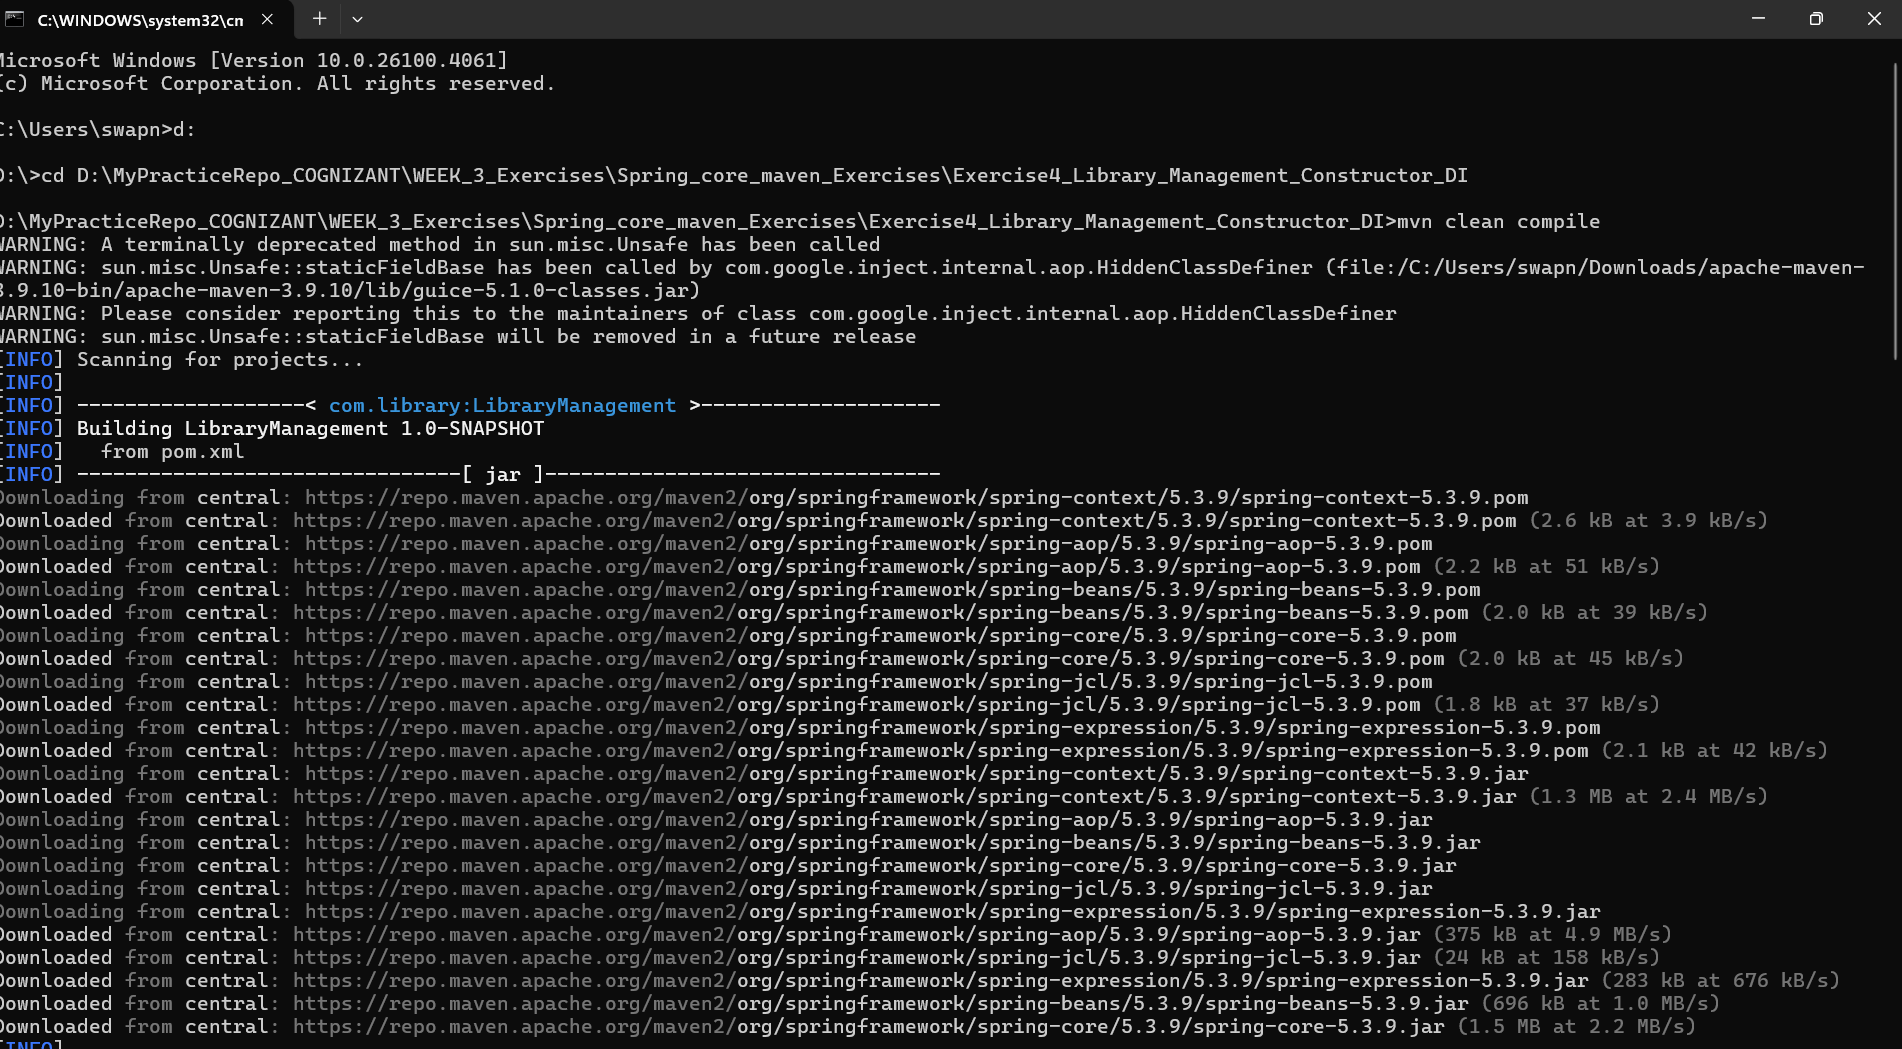 C:\WINDOWS\system32\cn
Microsoft Windows [Version 10.0.26100.4061]
(c) Microsoft Corporation. All rights reserved.
C:\Users\swapn>d:
D:\>cd D:\MyPracticeRepo_COGNIZANT\WEEK_3_Exercises\Spring_core_maven_Exercises\Exercise4_Library_Management_Constructor_DI
D:\MyPracticeRepo_COGNIZANT\WEEK_3_Exercises\Spring_core_maven_Exercises\Exercise4_Library_Management_Constructor_DI>mvn clean compile
WARNING: A terminally deprecated method in sun.misc.Unsafe has been called
WARNING: sun.misc.Unsafe::staticFieldBase has been called by com.google.inject.internal.aop.HiddenClassDefiner (file:/C:/Users/swapn/Downloads/apache-maven-
3.9.10-bin/apache-maven-3.9.10/lib/guice-5.1.0-classes.jar)
WARNING: Please consider reporting this to the maintainers of class com.google.inject.internal.aop.HiddenClassDefiner
WARNING: sun.misc.Unsafe::staticFieldBase will be removed in a future release
[INFO] Scanning for projects...
[INFO]
[INFO] -------------------< com.library:LibraryManagement >--------------------
[INFO] Building LibraryManagement 1.0-SNAPSHOT
[INFO]   from pom.xml
[INFO] --------------------------------[ jar ]---------------------------------
Downloading from central: https://repo.maven.apache.org/maven2/org/springframework/spring-context/5.3.9/spring-context-5.3.9.pom
Downloaded from central: https://repo.maven.apache.org/maven2/org/springframework/spring-context/5.3.9/spring-context-5.3.9.pom (2.6 kB at 3.9 kB/s)
Downloading from central: https://repo.maven.apache.org/maven2/org/springframework/spring-aop/5.3.9/spring-aop-5.3.9.pom
Downloaded from central: https://repo.maven.apache.org/maven2/org/springframework/spring-aop/5.3.9/spring-aop-5.3.9.pom (2.2 kB at 51 kB/s)
Downloading from central: https://repo.maven.apache.org/maven2/org/springframework/spring-beans/5.3.9/spring-beans-5.3.9.pom
Downloaded from central: https://repo.maven.apache.org/maven2/org/springframework/spring-beans/5.3.9/spring-beans-5.3.9.pom (2.0 kB at 39 kB/s)
Downloading from central: https://repo.maven.apache.org/maven2/org/springframework/spring-core/5.3.9/spring-core-5.3.9.pom
Downloaded from central: https://repo.maven.apache.org/maven2/org/springframework/spring-core/5.3.9/spring-core-5.3.9.pom (2.0 kB at 45 kB/s)
Downloading from central: https://repo.maven.apache.org/maven2/org/springframework/spring-jcl/5.3.9/spring-jcl-5.3.9.pom
Downloaded from central: https://repo.maven.apache.org/maven2/org/springframework/spring-jcl/5.3.9/spring-jcl-5.3.9.pom (1.8 kB at 37 kB/s)
Downloading from central: https://repo.maven.apache.org/maven2/org/springframework/spring-expression/5.3.9/spring-expression-5.3.9.pom
Downloaded from central: https://repo.maven.apache.org/maven2/org/springframework/spring-expression/5.3.9/spring-expression-5.3.9.pom (2.1 kB at 42 kB/s)
Downloading from central: https://repo.maven.apache.org/maven2/org/springframework/spring-context/5.3.9/spring-context-5.3.9.jar
Downloaded from central: https://repo.maven.apache.org/maven2/org/springframework/spring-context/5.3.9/spring-context-5.3.9.jar (1.3 MB at 2.4 MB/s)
Downloading from central: https://repo.maven.apache.org/maven2/org/springframework/spring-aop/5.3.9/spring-aop-5.3.9.jar
Downloading from central: https://repo.maven.apache.org/maven2/org/springframework/spring-beans/5.3.9/spring-beans-5.3.9.jar
Downloading from central: https://repo.maven.apache.org/maven2/org/springframework/spring-core/5.3.9/spring-core-5.3.9.jar
Downloading from central: https://repo.maven.apache.org/maven2/org/springframework/spring-jcl/5.3.9/spring-jcl-5.3.9.jar
Downloading from central: https://repo.maven.apache.org/maven2/org/springframework/spring-expression/5.3.9/spring-expression-5.3.9.jar
Downloaded from central: https://repo.maven.apache.org/maven2/org/springframework/spring-aop/5.3.9/spring-aop-5.3.9.jar (375 kB at 4.9 MB/s)
Downloaded from central: https://repo.maven.apache.org/maven2/org/springframework/spring-jcl/5.3.9/spring-jcl-5.3.9.jar (24 kB at 158 kB/s)
Downloaded from central: https://repo.maven.apache.org/maven2/org/springframework/spring-expression/5.3.9/spring-expression-5.3.9.jar (283 kB at 676 kB/s)
Downloaded from central: https://repo.maven.apache.org/maven2/org/springframework/spring-beans/5.3.9/spring-beans-5.3.9.jar (696 kB at 1.0 MB/s)
Downloaded from central: https://repo.maven.apache.org/maven2/org/springframework/spring-core/5.3.9/spring-core-5.3.9.jar (1.5 MB at 2.2 MB/s)
[INFO]